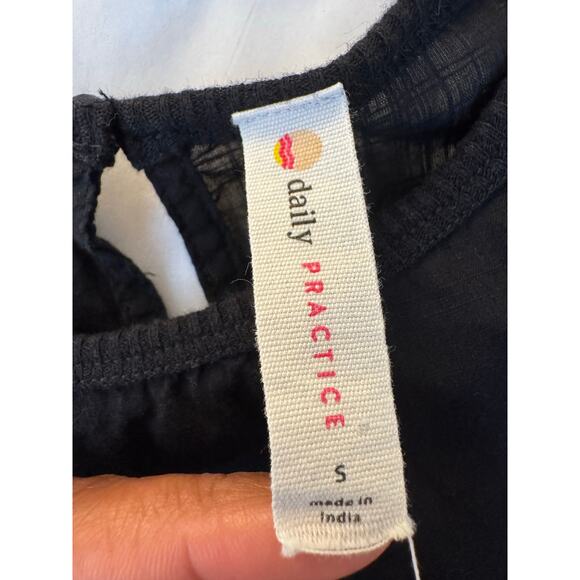 daily PRACTICE
S
made in
india